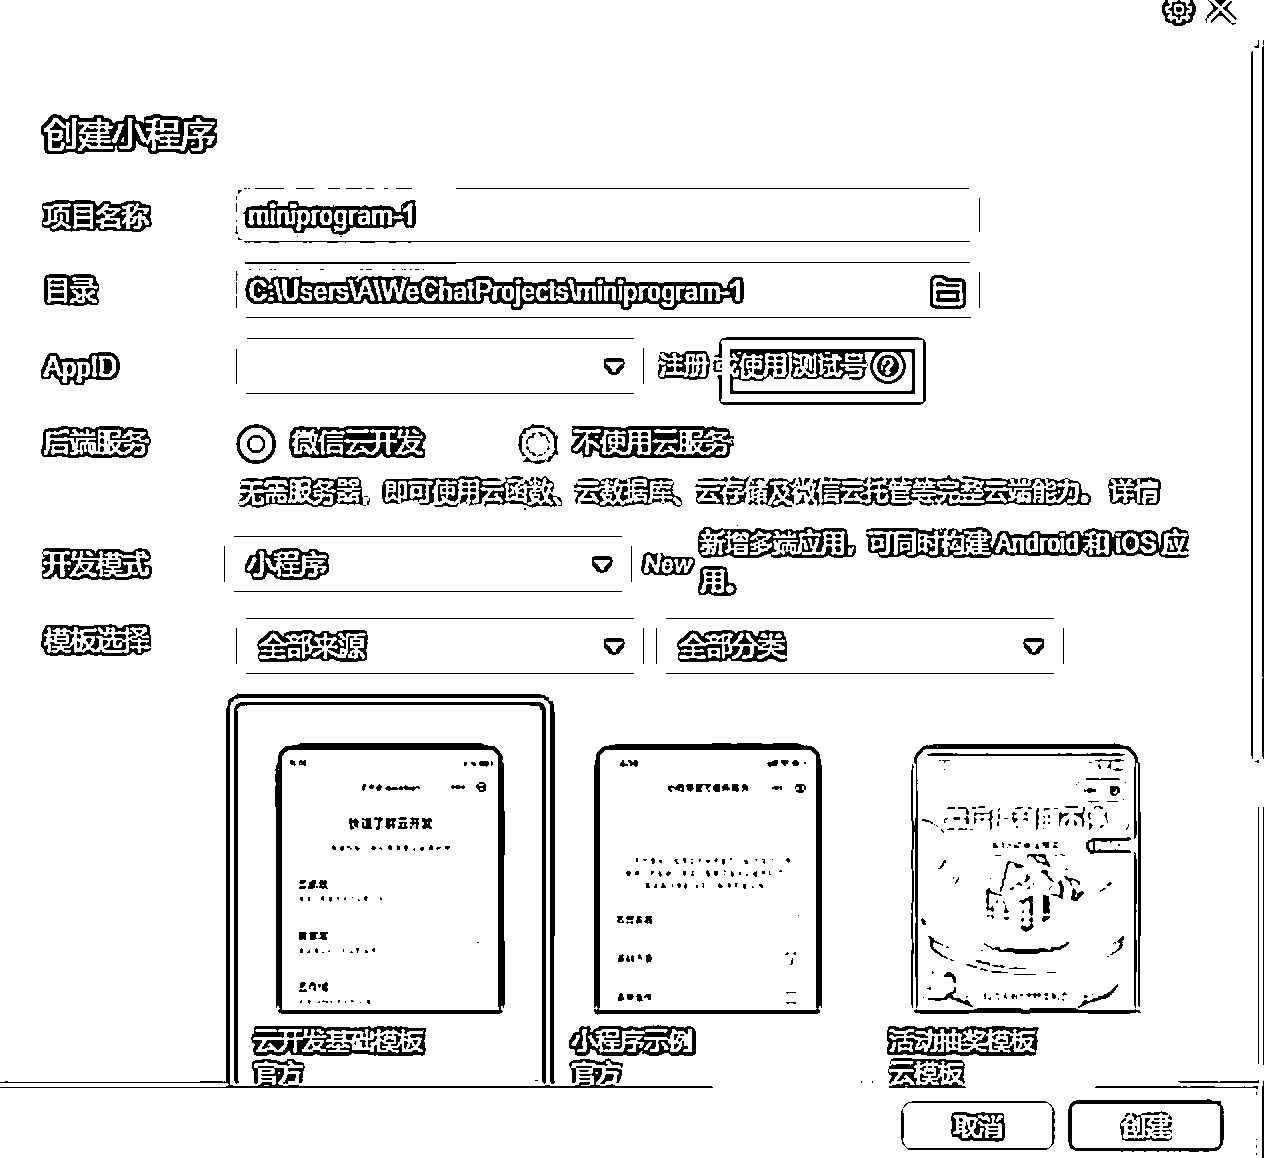 创建小程序
项目名称 miniprogram-1
目录 C:\Users\A\WeChatProjects\miniprogram-1
AppID 注册 或使用测试号
后端服务 微信云开发 不使用云服务
无需服务器，即可使用云函数、云数据库、云存储及微信云托管等完整云端能力。 详情
开发模式 小程序 New 新增多端应用，可同时构建 Android 和 iOS 应
用。
模板选择 全部来源 全部分类
快速了解云开发
云开发基础模板 小程序示例 活动抽奖模板
官方 官方 云模板
取消 创建